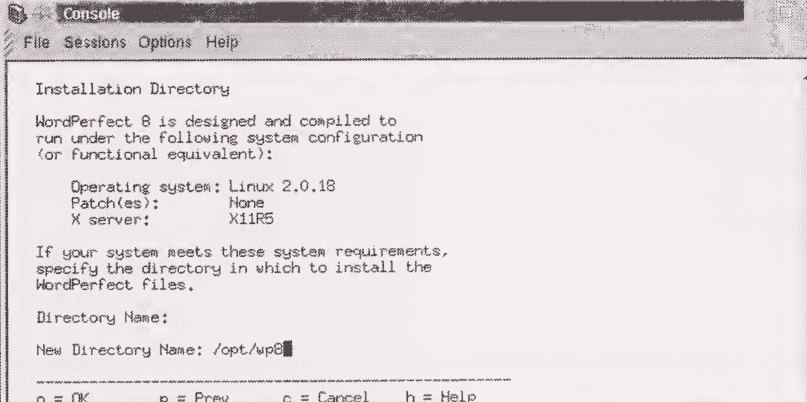 Console
File Sessions Options Help
Installation Directory
WordPerfect 8 is designed and compiled to
run under the following system configuration
(or functional equivalent):
Operating system: Linux 2.0.18
Patch(es): None
X server: X11R5
If your system meets these system requirements,
specify the directory in which to install the
WordPerfect files.
Directory Name:
New Directory Name: /opt/wp8
o = OK p = Prev c = Cancel h = Help